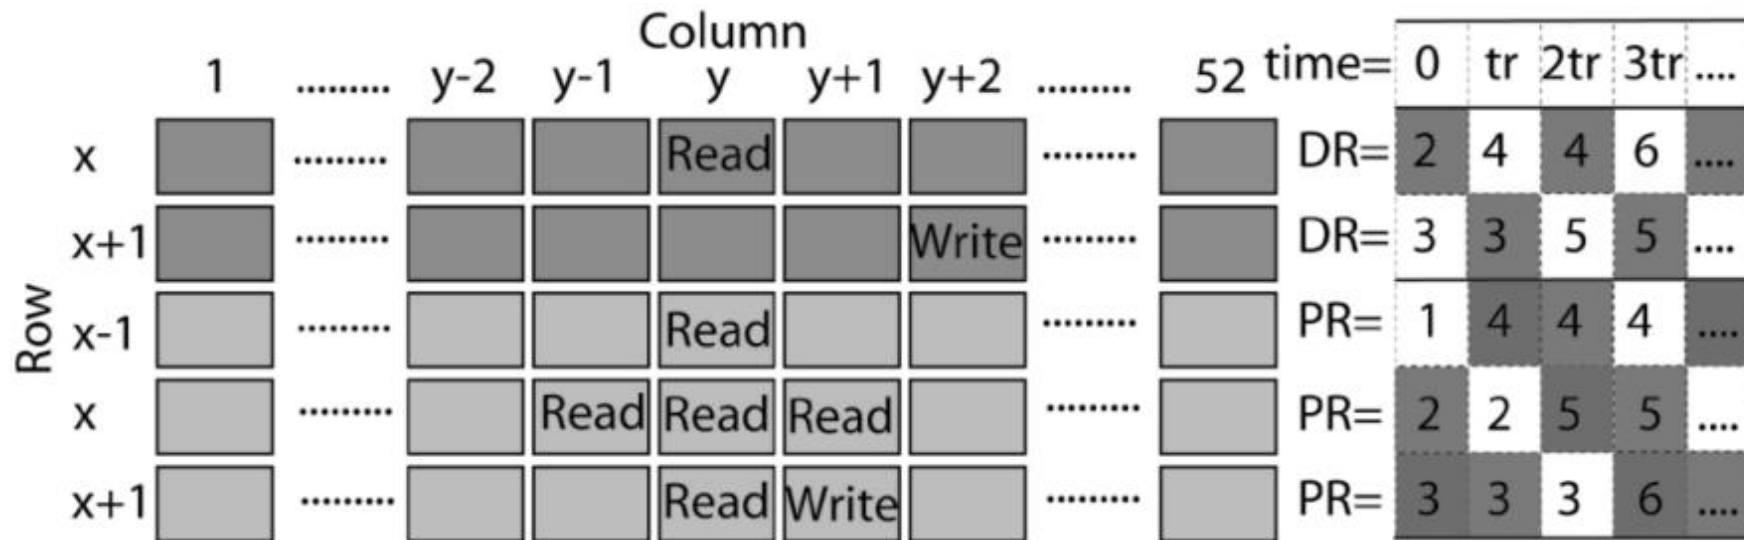 Column
1 ......... y-2 y-1 y y+1 y+2 ......... 52 time= 0 tr 2tr 3tr ....
x ......... Read ......... DR= 2 4 4 6 ....
x+1 ......... Write ......... DR= 3 3 5 5 ....
Row
x-1 ......... Read ......... PR= 1 4 4 4 ....
x ......... Read Read Read ......... PR= 2 2 5 5 ....
x+1 ......... Read Write ......... PR= 3 3 3 6 ....